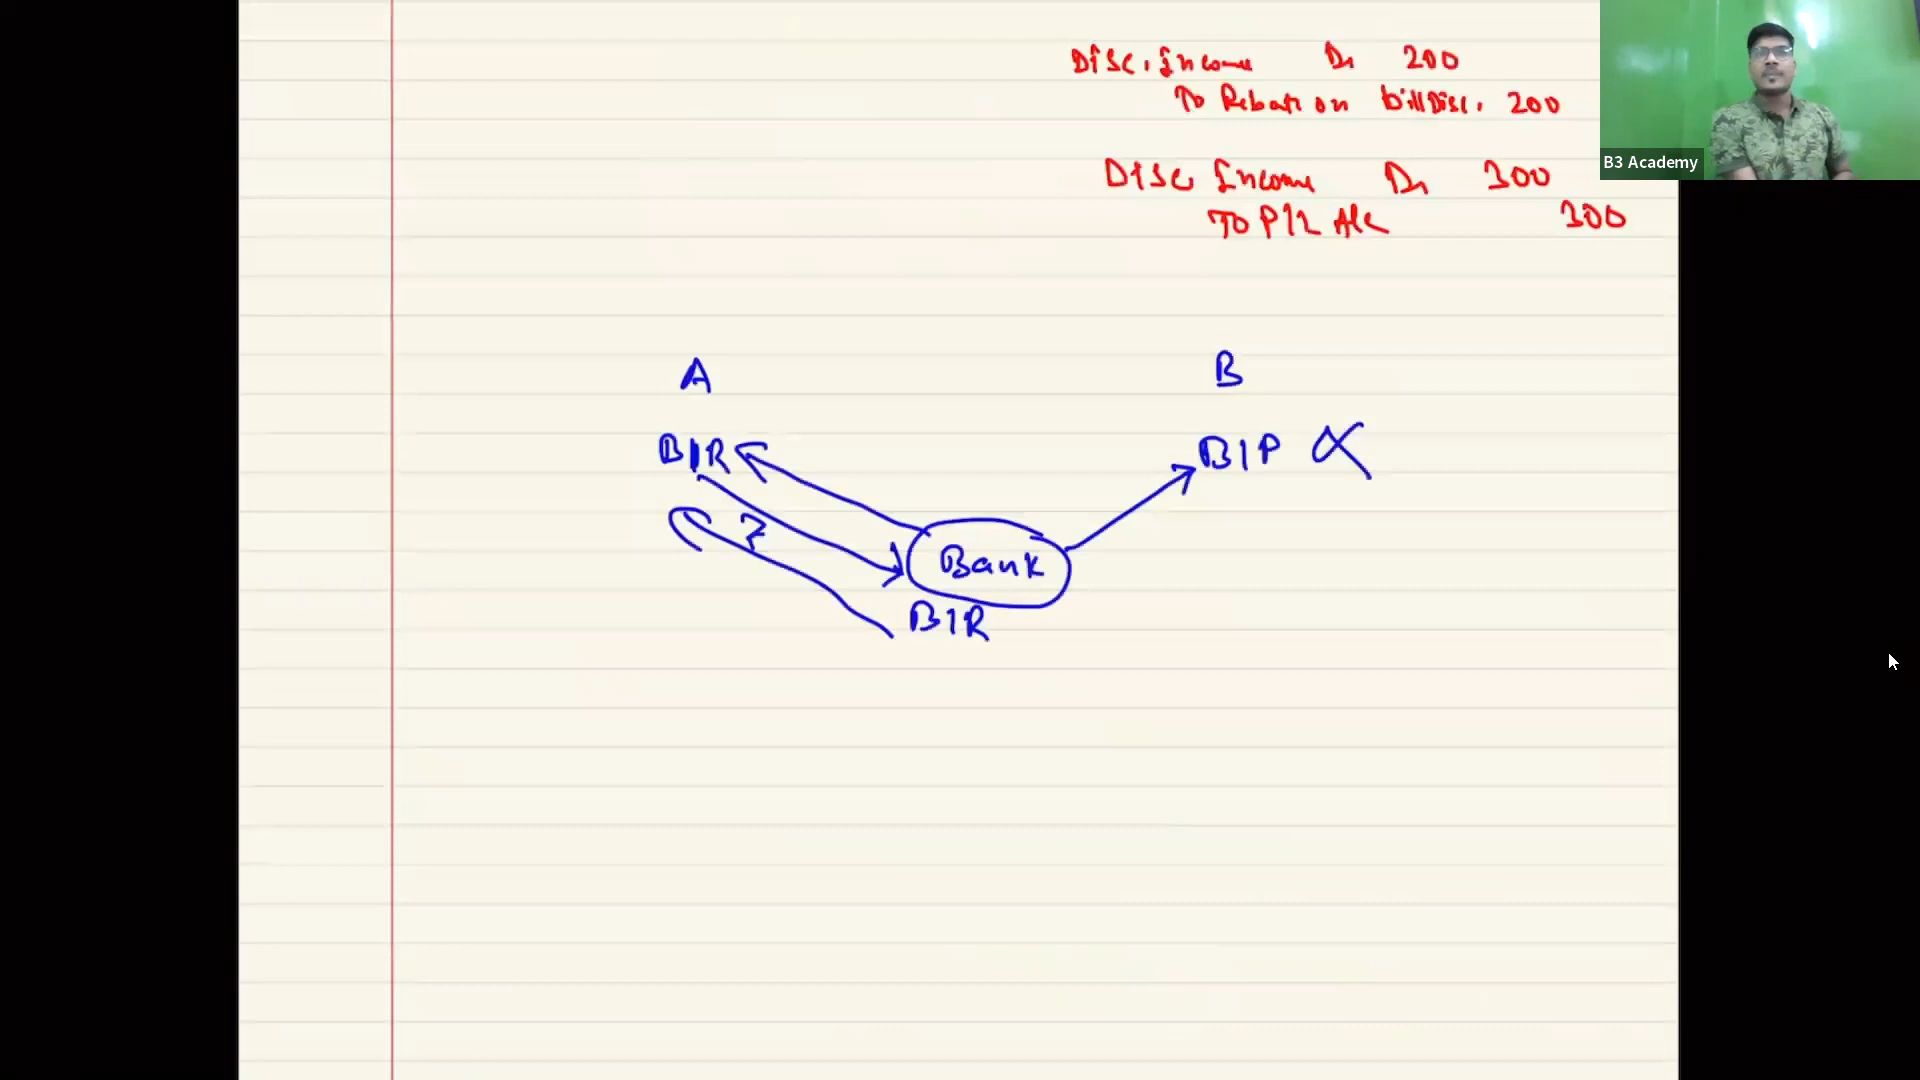 Disc. Income Dr 200
To Rebate on bill Disc. 200
B3 Academy
Disc Income Dr 300
To P/L A/c 300
A B
B/R B/P
?
Bank
B/R